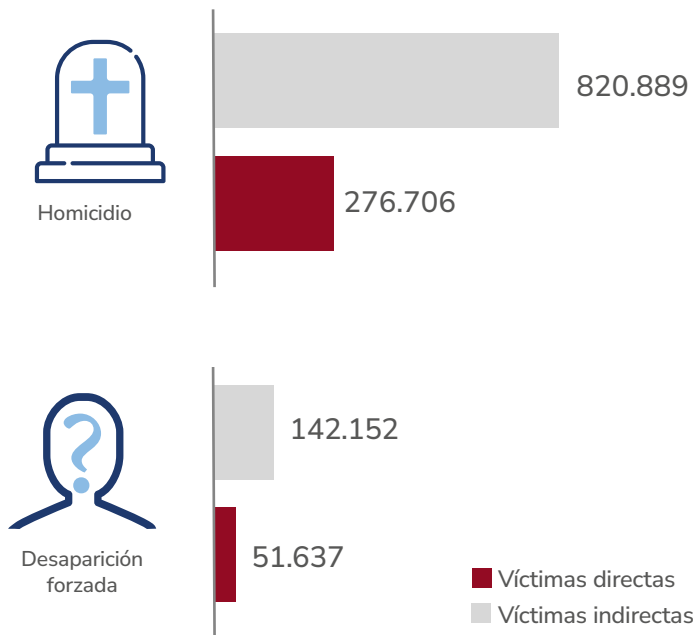 820.889
276.706
Homicidio
?
142.152
51.637
Desaparición
forzada
Víctimas directas
Víctimas indirectas